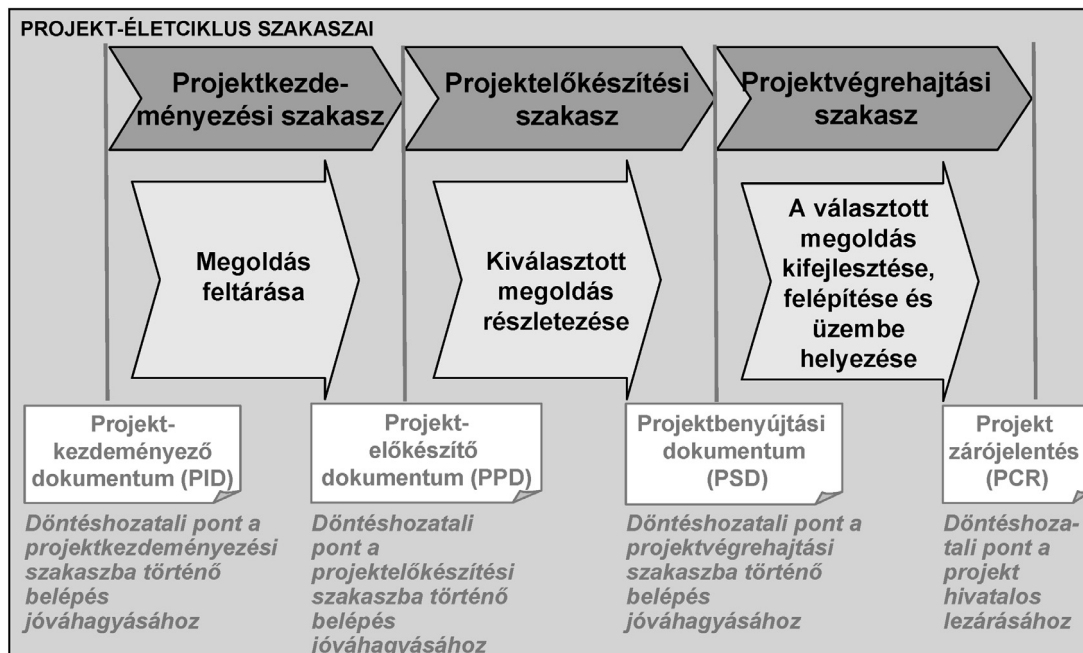 PROJEKT-ÉLETCIKLUS SZAKASZAI
Projektkezde-
ményezési szakasz
Projektelőkészítési
szakasz
Projektvégrehajtási
szakasz
Megoldás
feltárása
Kiválasztott
megoldás
részletezése
A választott
megoldás
kifejlesztése,
felépítése és
üzembe
helyezése
Projekt-
kezdeményező
dokumentum (PID)
Projekt-
előkészítő
dokumentum (PPD)
Projektbenyújtási
dokumentum
(PSD)
Projekt
zárójelentés
(PCR)
Döntéshozatali pont a
projektkezdeményezési
szakaszba történő
belépés
jóváhagyásához
Döntéshozatali
pont a
projektelőkészítési
szakaszba történő
belépés
jóváhagyásához
Döntéshozatali pont a
projektvégrehajtási
szakaszba történő
belépés
jóváhagyásához
Döntéshoza-
tali pont a
projekt
hivatalos
lezárásához